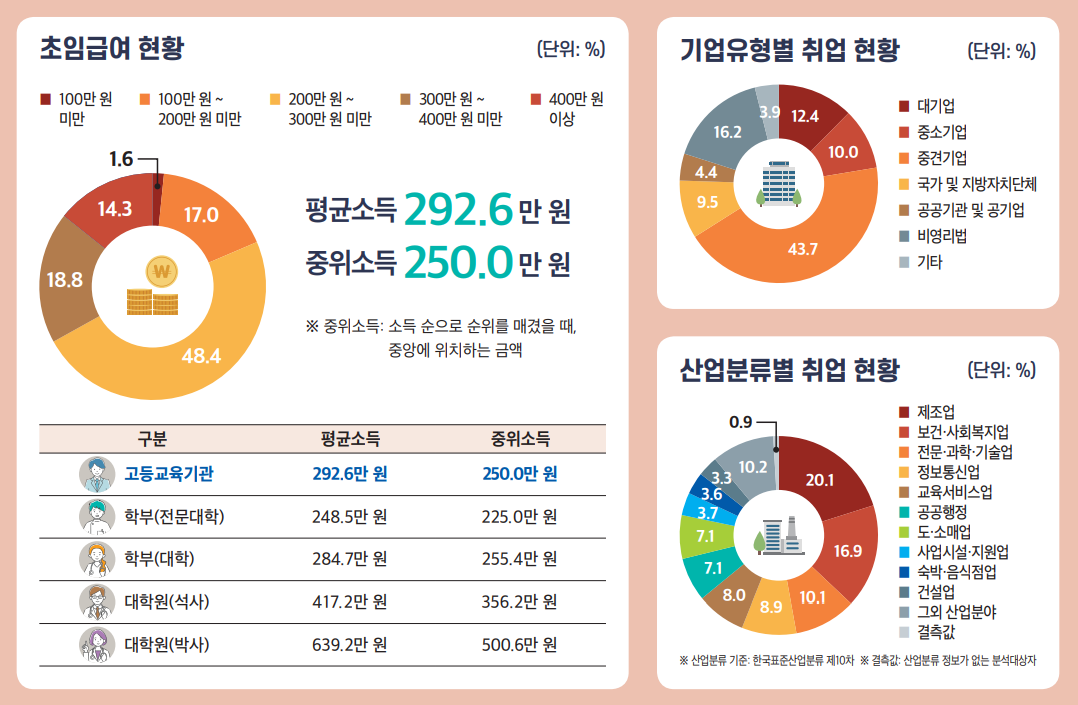 초임급여 현황
(단위: %)
100만 원 미만
100만 원 ~ 200만 원 미만
200만 원 ~ 300만 원 미만
300만 원 ~ 400만 원 미만
400만 원 이상
1.6
17.0
48.4
18.8
14.3
₩
평균소득 292.6만 원
중위소득 250.0만 원
※ 중위소득: 소득 순으로 순위를 매겼을 때,
중앙에 위치하는 금액
구분 평균소득 중위소득
고등교육기관 292.6만 원 250.0만 원
학부(전문대학) 248.5만 원 225.0만 원
학부(대학) 284.7만 원 255.4만 원
대학원(석사) 417.2만 원 356.2만 원
대학원(박사) 639.2만 원 500.6만 원
기업유형별 취업 현황
(단위: %)
12.4
10.0
43.7
9.5
4.4
16.2
3.9
대기업
중소기업
중견기업
국가 및 지방자치단체
공공기관 및 공기업
비영리법
기타
산업분류별 취업 현황
(단위: %)
0.9
20.1
16.9
10.1
8.9
8.0
7.1
7.1
3.7
3.6
3.3
10.2
제조업
보건·사회복지업
전문·과학·기술업
정보통신업
교육서비스업
공공행정
도·소매업
사업시설·지원업
숙박·음식점업
건설업
그외 산업분야
결측값
※ 산업분류 기준: 한국표준산업분류 제10차 ※ 결측값: 산업분류 정보가 없는 분석대상자